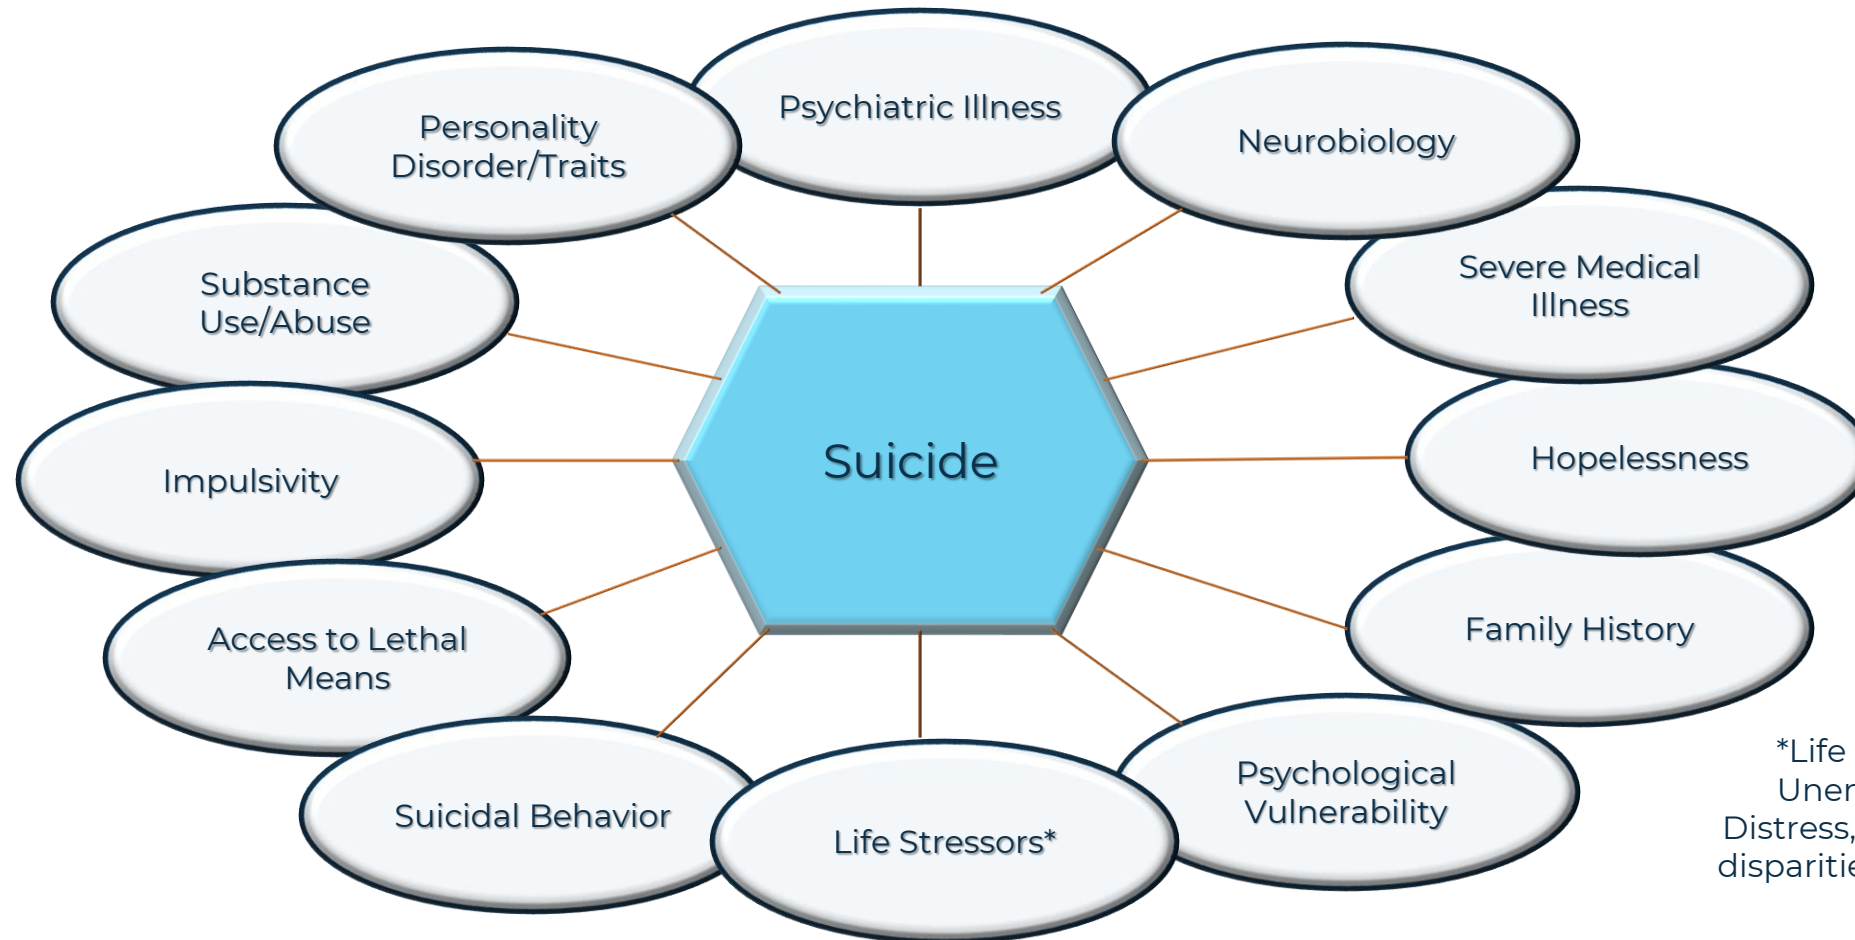 Psychiatric Illness
Personality
Disorder/Traits
Neurobiology
Substance
Use/Abuse
Severe Medical
Illness
Suicide
Impulsivity
Hopelessness
Access to Lethal
Means
Family History
Suicidal Behavior
Life Stressors*
Psychological
Vulnerability
*Life
Distress,